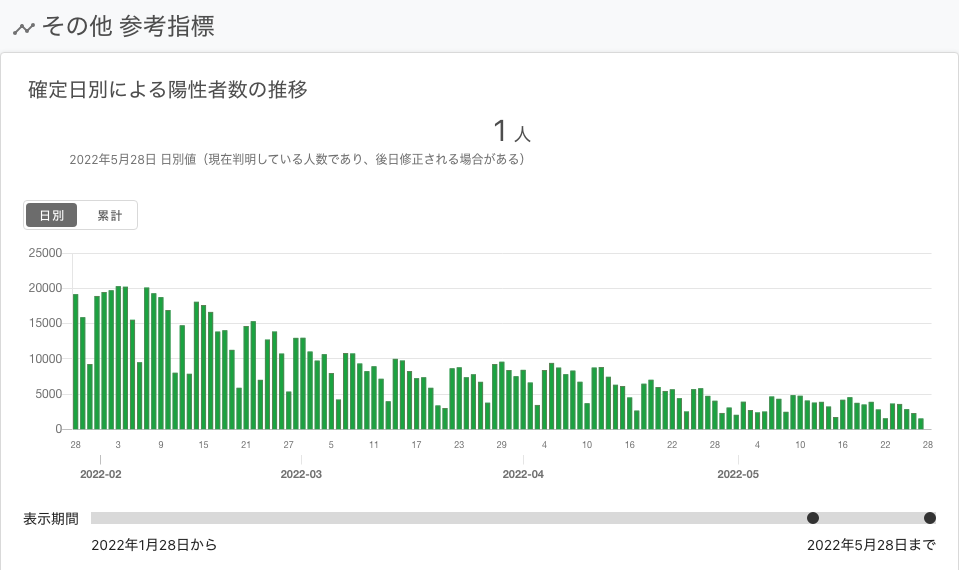 その他 参考指標
確定日別による陽性者数の推移
1 人
2022年5月28日 日別値（現在判明している人数であり、後日修正される場合がある）
日別 累計
25000
20000
15000
10000
5000
0
28 3 9 15 21 27 5 11 17 23 29 4 10 16 22 28 4 10 16 22 28
2022-02 2022-03 2022-04 2022-05
表示期間
2022年1月28日から 2022年5月28日まで